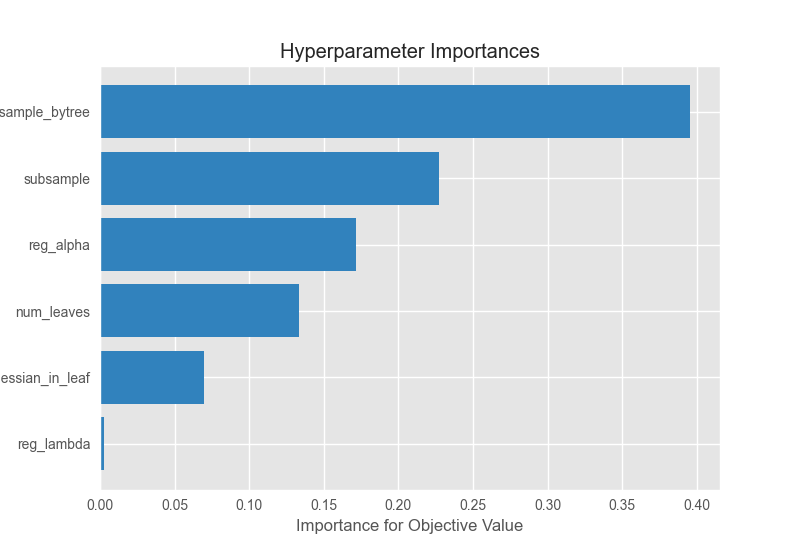 Hyperparameter Importances
sample_bytree
subsample
reg_alpha
num_leaves
essian_in_leaf
reg_lambda
0.00 0.05 0.10 0.15 0.20 0.25 0.30 0.35 0.40
Importance for Objective Value